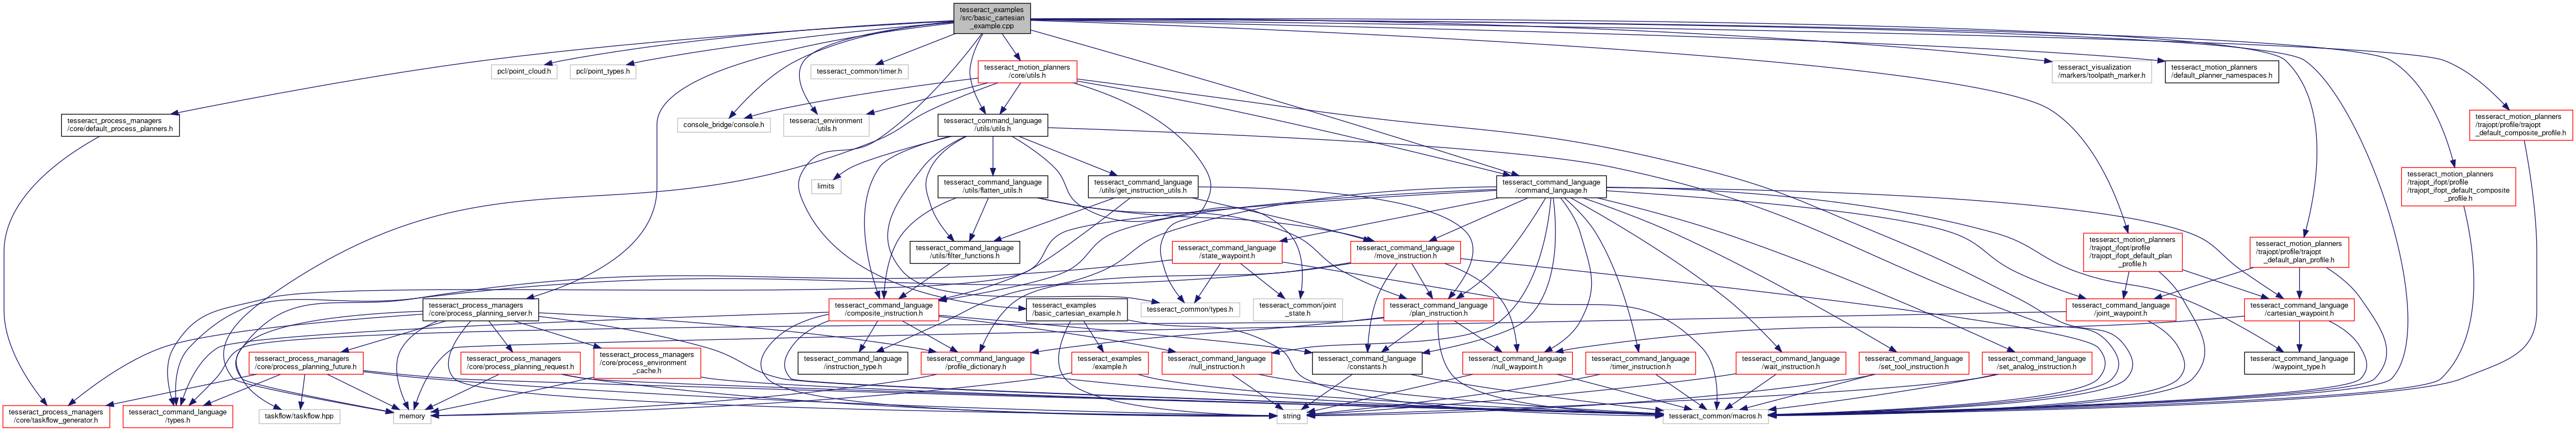 tesseract_examples
/src/basic_cartesian
_example.cpp
pcl/point_cloud.h
pcl/point_types.h
tesseract_common/timer.h
tesseract_motion_planners
/core/utils.h
tesseract_visualization
/markers/toolpath_marker.h
tesseract_motion_planners
/default_planner_namespaces.h
tesseract_process_managers
/core/default_process_planners.h
console_bridge/console.h
tesseract_environment
/utils.h
tesseract_command_language
/utils/utils.h
tesseract_motion_planners
/trajopt/profile/trajopt
_default_composite_profile.h
limits
tesseract_command_language
/utils/flatten_utils.h
tesseract_command_language
/utils/get_instruction_utils.h
tesseract_command_language
/command_language.h
tesseract_motion_planners
/trajopt_ifopt/profile
/trajopt_ifopt_default_composite
_profile.h
tesseract_command_language
/utils/filter_functions.h
tesseract_command_language
/state_waypoint.h
tesseract_command_language
/move_instruction.h
tesseract_motion_planners
/trajopt_ifopt/profile
/trajopt_ifopt_default_plan
_profile.h
tesseract_motion_planners
/trajopt/profile/trajopt
_default_plan_profile.h
tesseract_process_managers
/core/process_planning_server.h
tesseract_command_language
/composite_instruction.h
tesseract_examples
/basic_cartesian_example.h
tesseract_common/types.h
tesseract_common/joint
_state.h
tesseract_command_language
/plan_instruction.h
tesseract_command_language
/joint_waypoint.h
tesseract_command_language
/cartesian_waypoint.h
tesseract_process_managers
/core/process_planning_future.h
tesseract_process_managers
/core/process_planning_request.h
tesseract_process_managers
/core/process_environment
_cache.h
tesseract_command_language
/instruction_type.h
tesseract_command_language
/profile_dictionary.h
tesseract_examples
/example.h
tesseract_command_language
/null_instruction.h
tesseract_command_language
/constants.h
tesseract_command_language
/null_waypoint.h
tesseract_command_language
/timer_instruction.h
tesseract_command_language
/wait_instruction.h
tesseract_command_language
/set_tool_instruction.h
tesseract_command_language
/set_analog_instruction.h
tesseract_command_language
/waypoint_type.h
tesseract_process_managers
/core/taskflow_generator.h
tesseract_command_language
/types.h
taskflow/taskflow.hpp
memory
string
tesseract_common/macros.h